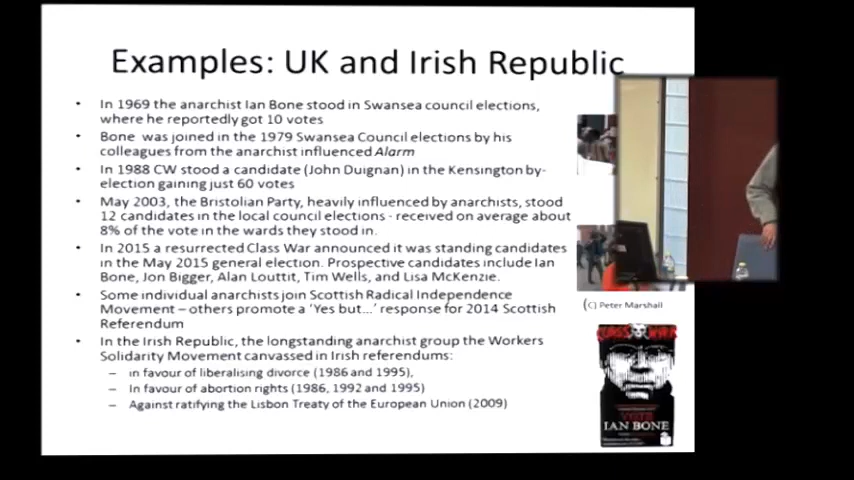 Examples: UK and Irish Republic
• In 1969 the anarchist Ian Bone stood in Swansea council elections,
where he reportedly got 10 votes
• Bone was joined in the 1979 Swansea Council elections by his
colleagues from the anarchist influenced Alarm
• In 1988 CW stood a candidate (John Duignan) in the Kensington by-
election gaining just 60 votes
• May 2003, the Bristolian Party, heavily influenced by anarchists, stood
12 candidates in the local council elections - received on average about
8% of the vote in the wards they stood in.
• In 2015 a resurrected Class War announced it was standing candidates
in the May 2015 general election. Prospective candidates include Ian
Bone, Jon Bigger, Alan Louttit, Tim Wells, and Lisa McKenzie.
• Some individual anarchists join Scottish Radical Independence
Movement – others promote a ‘Yes but...’ response for 2014 Scottish
Referendum
• In the Irish Republic, the longstanding anarchist group the Workers
Solidarity Movement canvassed in Irish referendums:
– in favour of liberalising divorce (1986 and 1995),
– In favour of abortion rights (1986, 1992 and 1995)
– Against ratifying the Lisbon Treaty of the European Union (2009)
(C) Peter Marshall
CLASS WAR
VOTE
IAN BONE